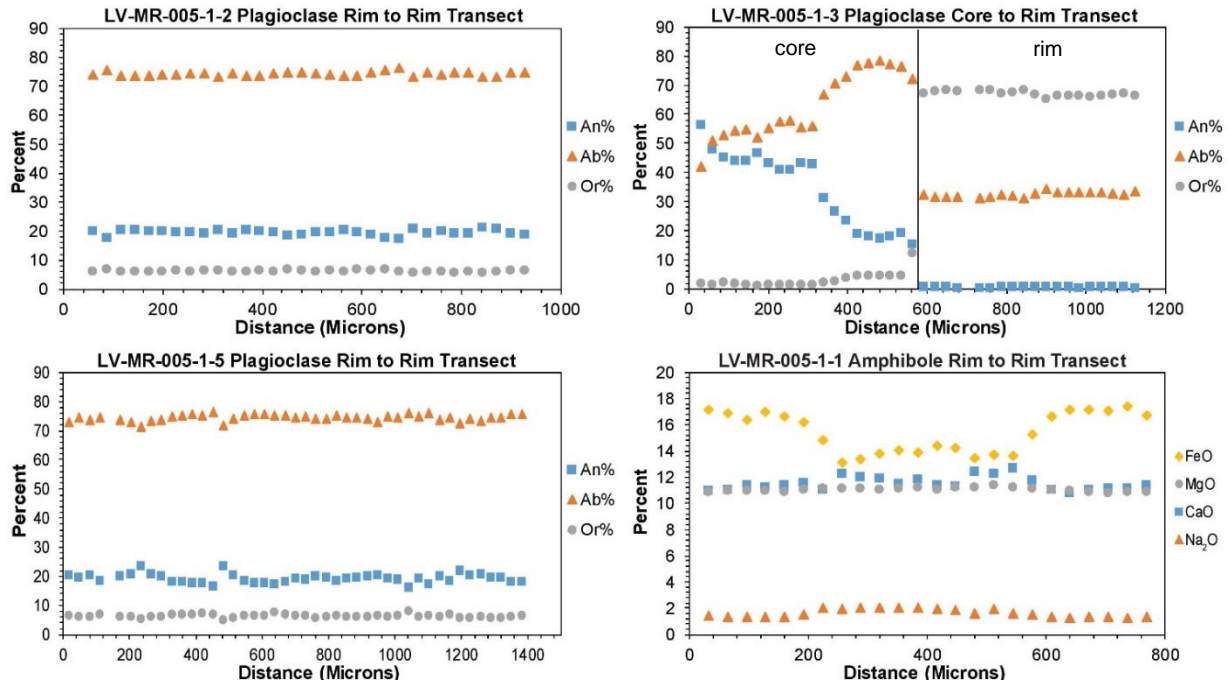 LV-MR-005-1-2 Plagioclase Rim to Rim Transect
90
80
70
60
50
40
30
20
10
0
Percent
0 200 400 600 800 1000
Distance (Microns)
An%
Ab%
Or%
LV-MR-005-1-3 Plagioclase Core to Rim Transect
core rim
90
80
70
60
50
40
30
20
10
0
Percent
0 200 400 600 800 1000 1200
Distance (Microns)
An%
Ab%
Or%
LV-MR-005-1-5 Plagioclase Rim to Rim Transect
90
80
70
60
50
40
30
20
10
0
Percent
0 200 400 600 800 1000 1200 1400
Distance (Microns)
An%
Ab%
Or%
LV-MR-005-1-1 Amphibole Rim to Rim Transect
20
18
16
14
12
10
8
6
4
2
0
Percent
0 200 400 600 800
Distance (Microns)
FeO
MgO
CaO
Na₂O